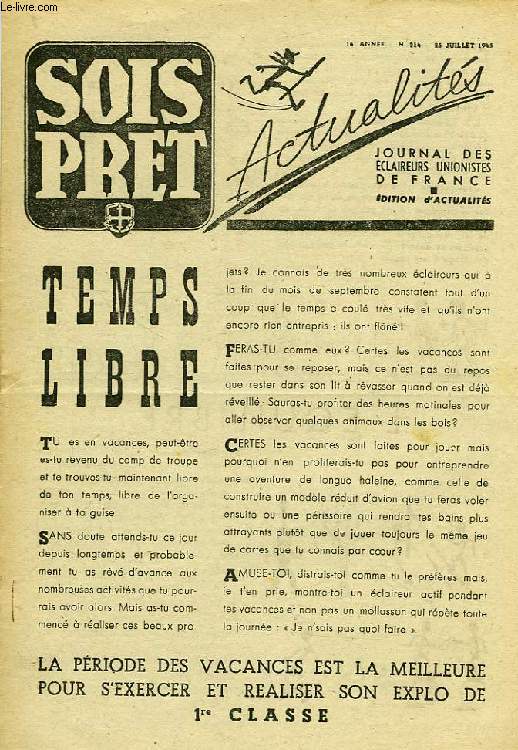 Le-livre.com
16e ANNEE - N. 214 25 JUILLET 1945
SOIS
PRET
Actualités
JOURNAL DES
ECLAIREURS UNIONISTES
DE FRANCE
ÉDITION d'ACTUALITÉS
TEMPS
LIBRE
TU es en vacances, peut-être
es-tu revenu du camp de troupe
et te trouves-tu maintenant libre
de ton temps, libre de l'orga-
niser à ta guise.
SANS doute attends-tu ce jour
depuis longtemps et probable-
ment tu as rêvé d'avance aux
nombreuses activités que tu pour-
rais avoir alors. Mais as-tu com-
mencé à réaliser ces beaux pro-
jets? Je connais de très nombreux éclaireurs qui à
la fin du mois de septembre constatent tout d'un
coup que le temps a coulé très vite et qu'ils n'ont
encore rien entrepris : ils ont flâné!
FERAS-TU comme eux? Certes les vacances sont
faites pour se reposer, mais ce n'est pas du repos
que rester dans son lit à rêvasser quand on est déjà
réveillé. Sauras-tu profiter des heures matinales pour
aller observer quelques animaux dans les bois?
CERTES les vacances sont faites pour jouer mais
pourquoi n'en profiterais-tu pas pour entreprendre
une aventure de longue haleine, comme celle de
construire un modèle réduit d'avion que tu feras voler
ensuite ou une périssoire qui rendra tes bains plus
attrayants plutôt que de jouer toujours le même jeu
de cartes que tu connais par cœur?
AMUSE-TOI, distrais-toi comme tu le préfères mais,
je t'en prie, montre-toi un éclaireur actif pendant
tes vacances et non pas un mollasson qui répète toute
la journée : « Je n'sais pas quoi faire ».
LA PÉRIODE DES VACANCES EST LA MEILLEURE
POUR S'EXERCER ET REALISER SON EXPLO DE
1re CLASSE